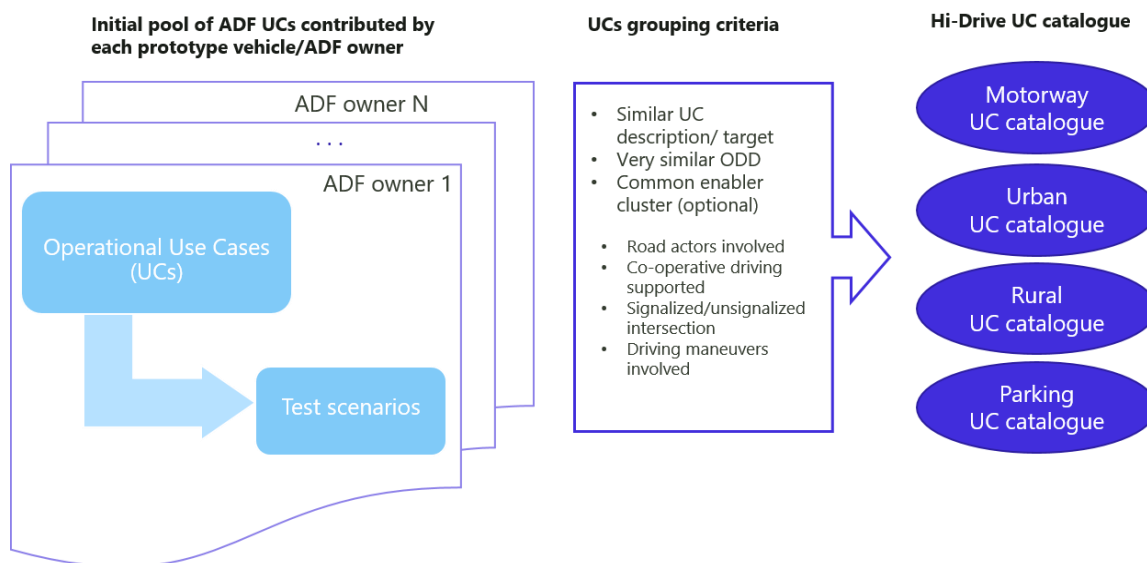 Initial pool of ADF UCs contributed by
each prototype vehicle/ADF owner
ADF owner N
. . .
ADF owner 1
Operational Use Cases
(UCs)
Test scenarios
UCs grouping criteria
• Similar UC
description/ target
• Very similar ODD
• Common enabler
cluster (optional)
• Road actors involved
• Co-operative driving
supported
• Signalized/unsignalized
intersection
• Driving maneuvers
involved
Hi-Drive UC catalogue
Motorway
UC catalogue
Urban
UC catalogue
Rural
UC catalogue
Parking
UC catalogue